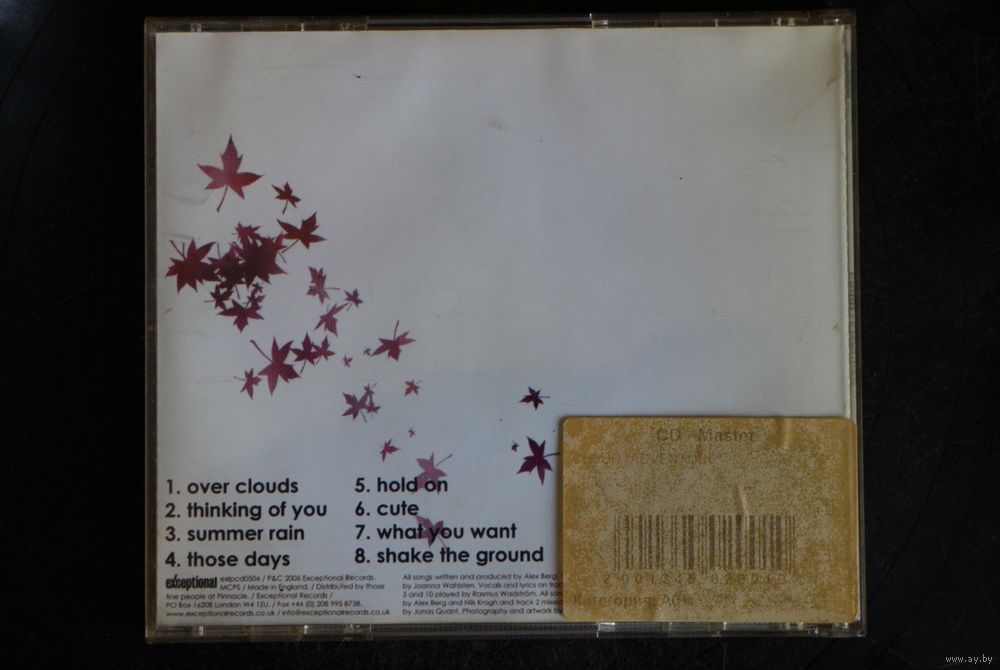 1. over clouds
2. thinking of you
3. summer rain
4. those days
5. hold on
6. cute
7. what you want
8. shake the ground
exceptional exlpcd0506 / P&C 2006 Exceptional Records.
MCPS / Made in England. / Distributed by those
fine people at Pinnacle. / Exceptional Records /
PO Box 16208 London W4 1ZU. / Fax +44 (0) 208 995 8738.
www.exceptionalrecords.co.uk / info@exceptionalrecords.co.uk
All songs written and produced by Alex Berg
by Joanna Wahlsten. Vocals and lyrics on
5 and 10 played by Rasmus Wadström. All
by Alex Berg and Nils Krogh and track 2
by Jonas Quant. Photography and artwork
CD - Master
Категория:
www.ay.by